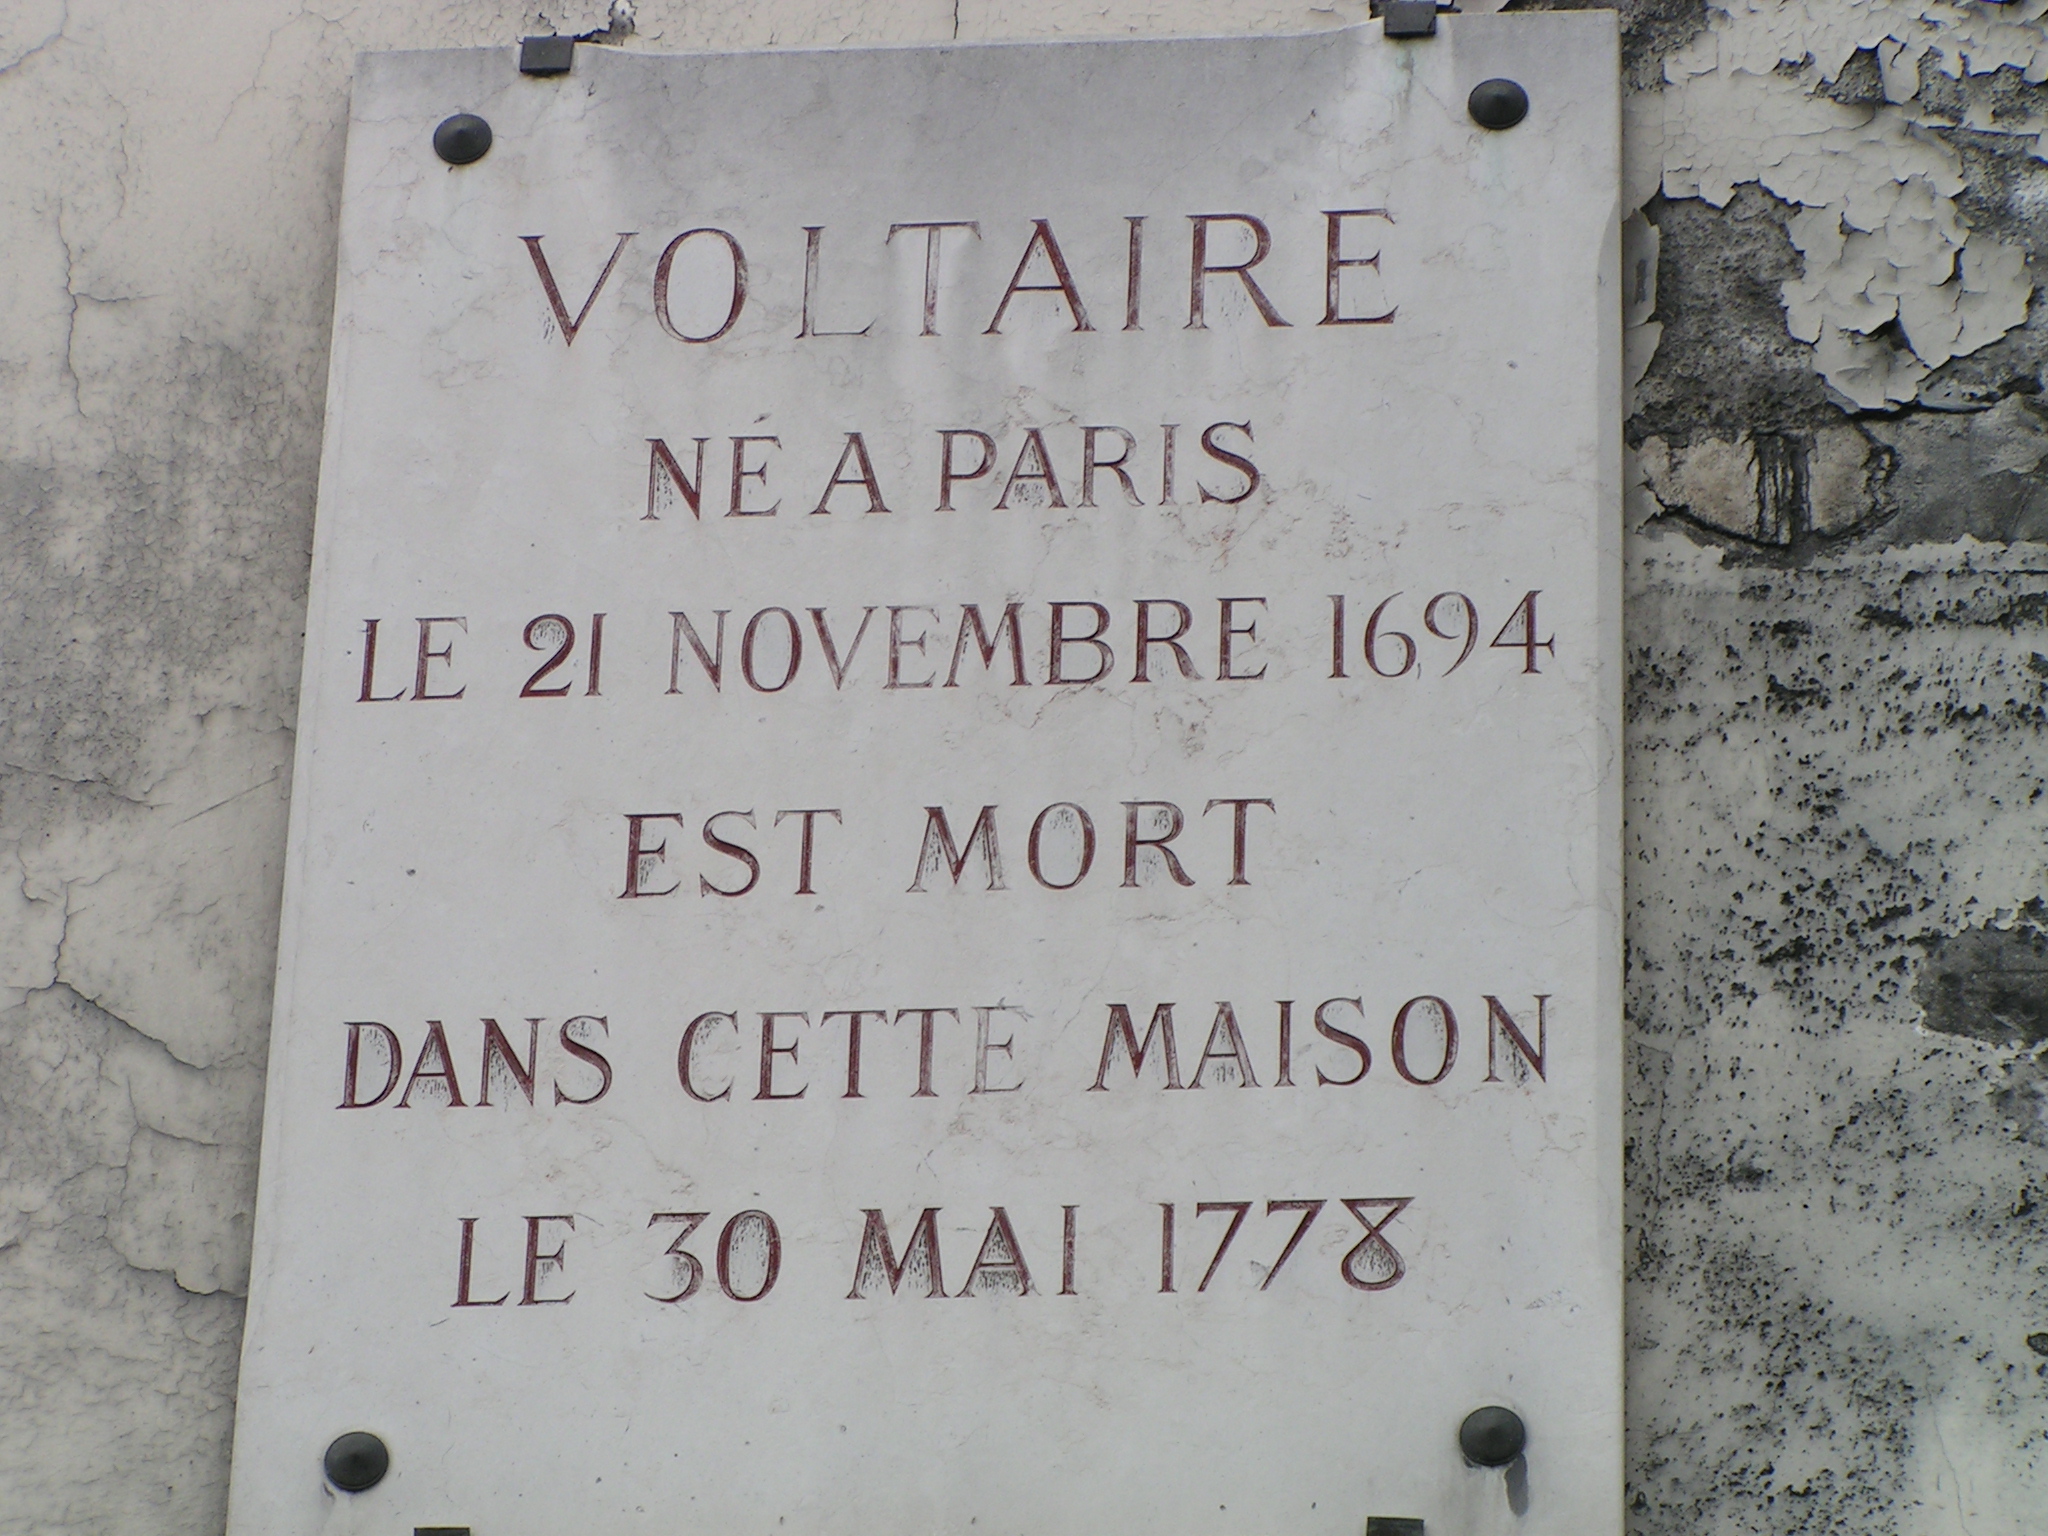 VOLTAIRE
NÉ A PARIS
LE 21 NOVEMBRE 1694
EST MORT
DANS CETTE MAISON
LE 30 MAI 1778